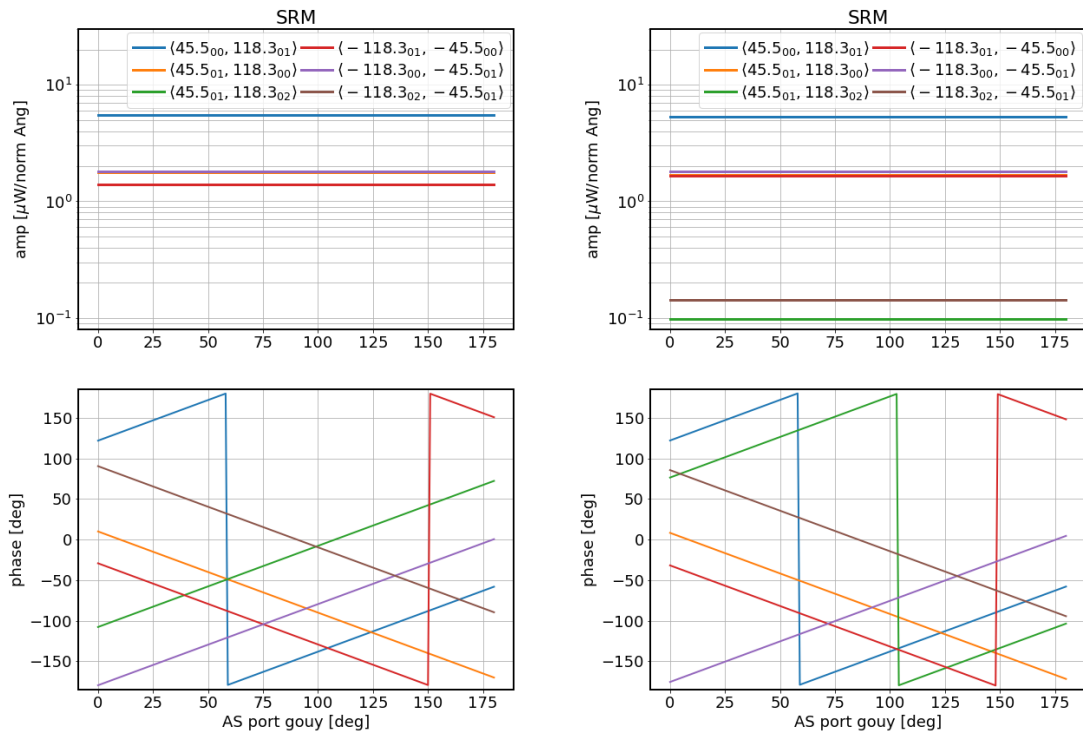 SRM
⟨45.5₀₀, 118.3₀₁⟩ ⟨−118.3₀₁, −45.5₀₀⟩
⟨45.5₀₁, 118.3₀₀⟩ ⟨−118.3₀₀, −45.5₀₁⟩
⟨45.5₀₁, 118.3₀₂⟩ ⟨−118.3₀₂, −45.5₀₁⟩
amp [μW/norm Ang]
10¹
10⁰
10⁻¹
0 25 50 75 100 125 150 175
SRM
⟨45.5₀₀, 118.3₀₁⟩ ⟨−118.3₀₁, −45.5₀₀⟩
⟨45.5₀₁, 118.3₀₀⟩ ⟨−118.3₀₀, −45.5₀₁⟩
⟨45.5₀₁, 118.3₀₂⟩ ⟨−118.3₀₂, −45.5₀₁⟩
amp [μW/norm Ang]
10¹
10⁰
10⁻¹
0 25 50 75 100 125 150 175
phase [deg]
150
100
50
0
−50
−100
−150
0 25 50 75 100 125 150 175
AS port gouy [deg]
phase [deg]
150
100
50
0
−50
−100
−150
0 25 50 75 100 125 150 175
AS port gouy [deg]